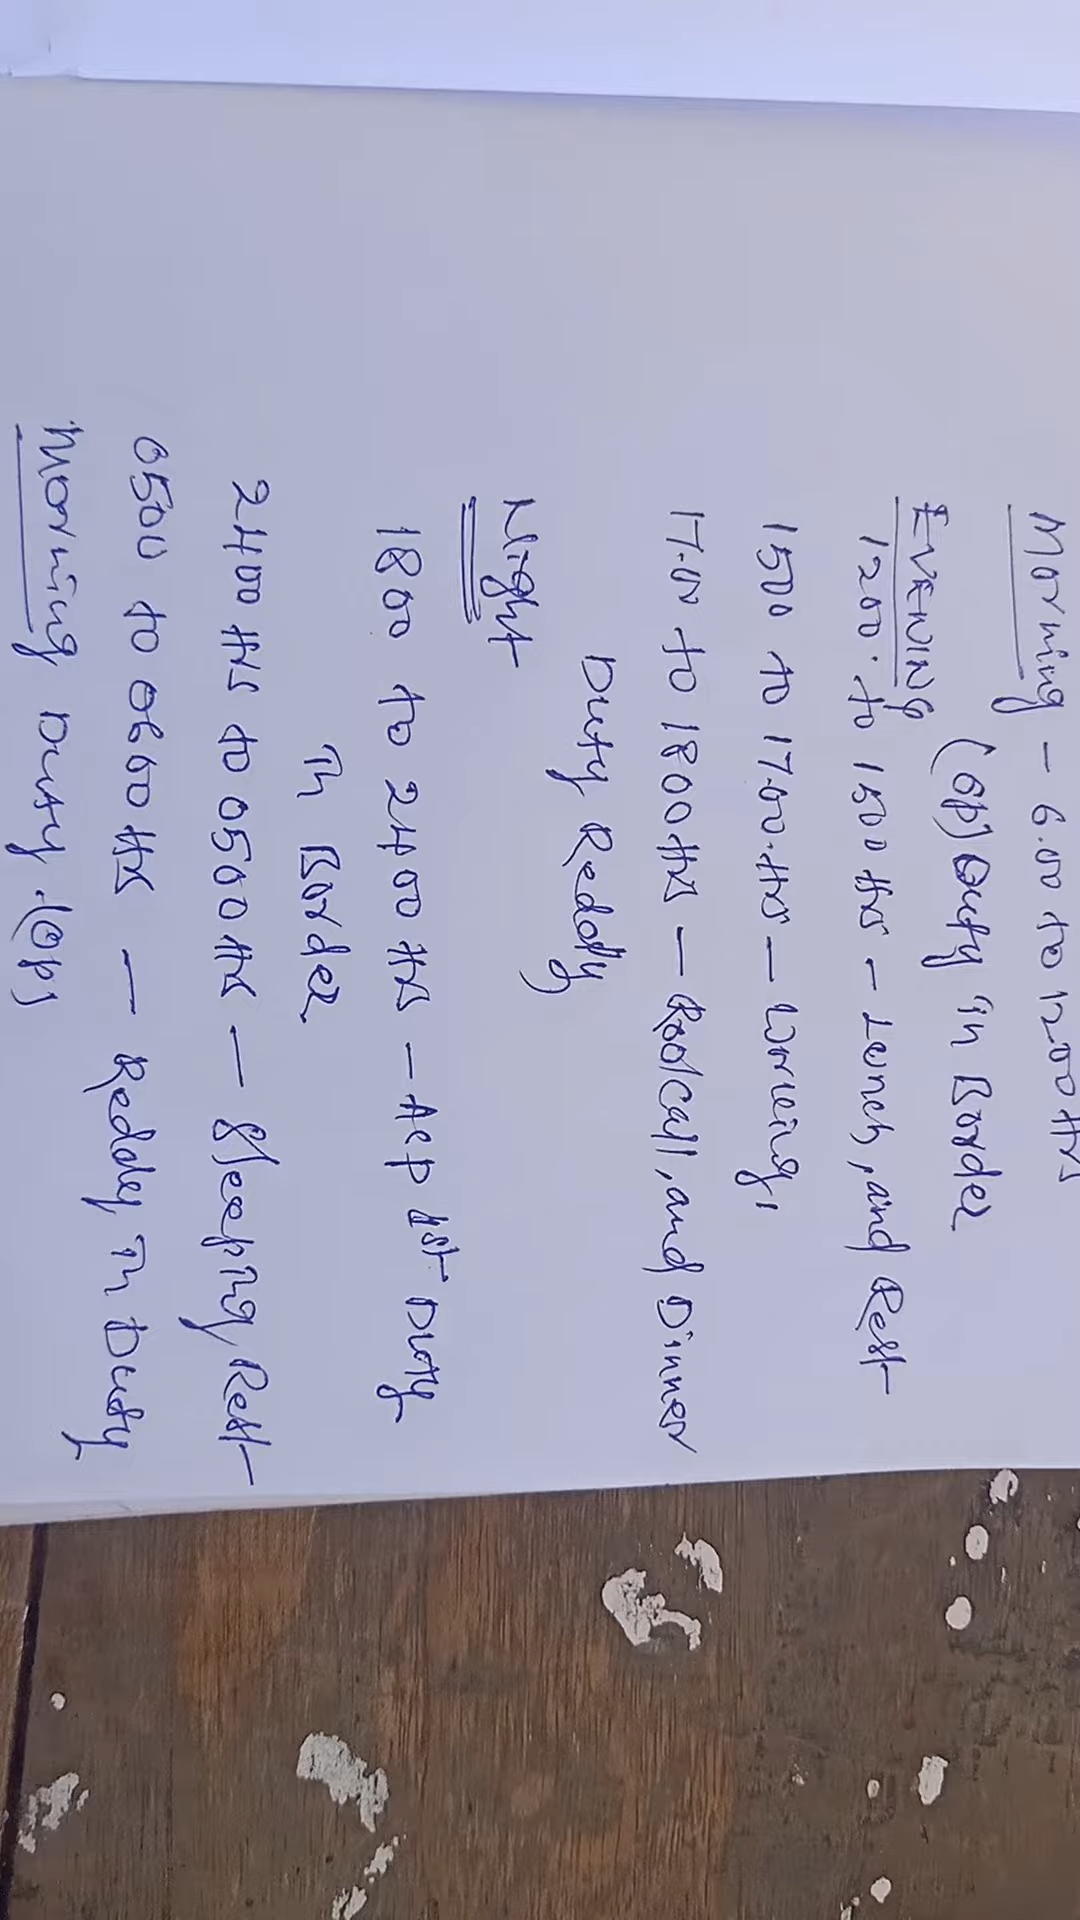 Morning - 6.00 to 1200 Hrs
(OP) Duty in Border
EVENING
1200. to 1500 Hrs - Lunch, and Rest
1500 to 17.00. Hrs - Working,
17.00 to 1800 Hrs - Roolcall, and Dinner
Duty Reddy
Night
1800 to 2400 Hrs - Acp 1st Duty
In Border
2400 Hrs to 0500 Hrs - Sleeping, Rest
0500 to 0600 Hrs - Reddey In Duty
Morning Duty. (OP)